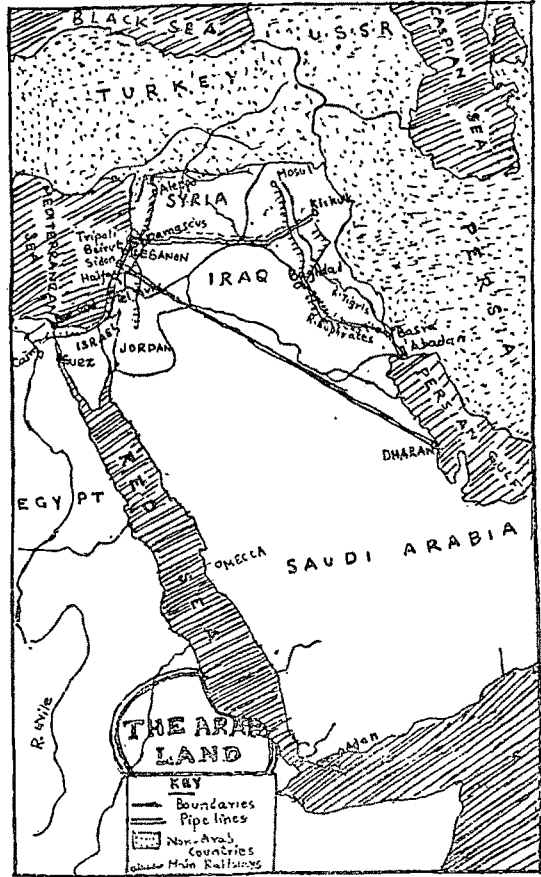 BLACK SEA
U.S.S.R
CASPIAN SEA
TURKEY
Aleppo
Mosul
SYRIA
Kirkuk
MEDITERRANEAN SEA
Damascus
Tripoli
Beirut
LEBANON
Sidon
Haifa
Tel
IRAQ
Baghdad
R.Tigris
R.Euphrates
Basra
Abadan
PERSIA
PERSIAN GULF
Cairo
ISRAEL
SUEZ
JORDAN
DHARAN
EGYPT
RED SEA
MECCA
SAUDI ARABIA
R. Nile
Adan
THE ARAB
LAND
KEY
Boundaries
Pipe lines
Non-Arab
Countries
Main Railways